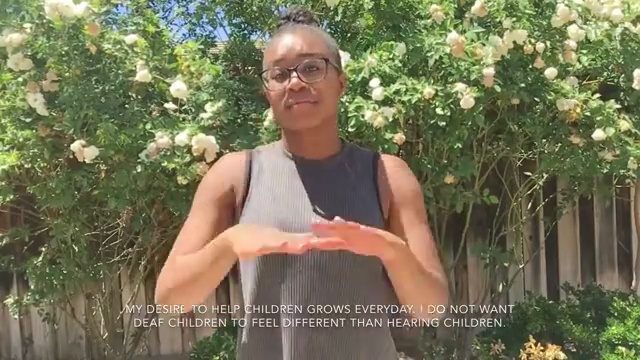 MY DESIRE TO HELP CHILDREN GROWS EVERYDAY. I DO NOT WANT
DEAF CHILDREN TO FEEL DIFFERENT THAN HEARING CHILDREN.